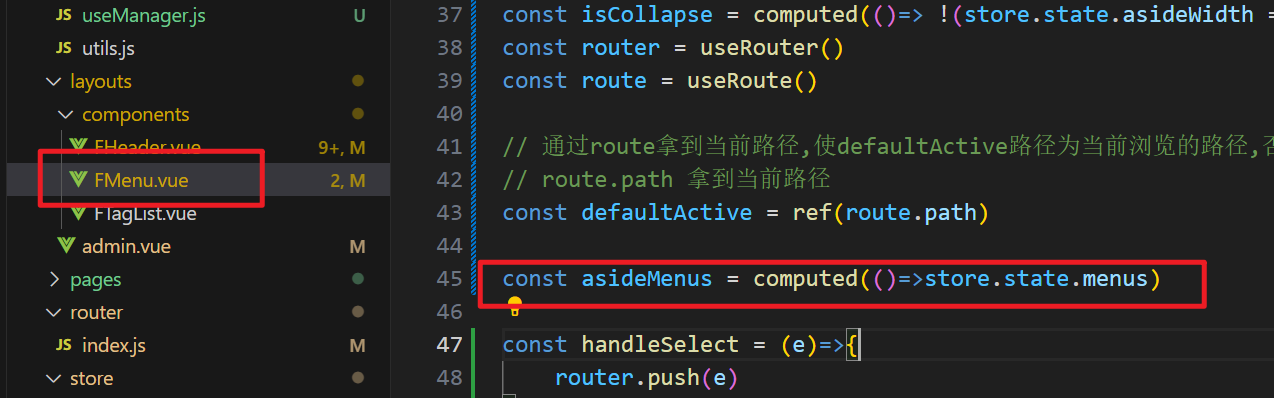 JS useManager.js U
JS utils.js
layouts
components
FHeader.vue 9+, M
FMenu.vue 2, M
FTagList.vue
admin.vue M
pages
router
JS index.js M
store
37 const isCollapse = computed(()=> !(store.state.asideWidth =
38 const router = useRouter()
39 const route = useRoute()
40
41 // 通过route拿到当前路径,使defaultActive路径为当前浏览的路径,否
42 // route.path 拿到当前路径
43 const defaultActive = ref(route.path)
44
45 const asideMenus = computed(()=>store.state.menus)
46
47 const handleSelect = (e)=>{
48 router.push(e)